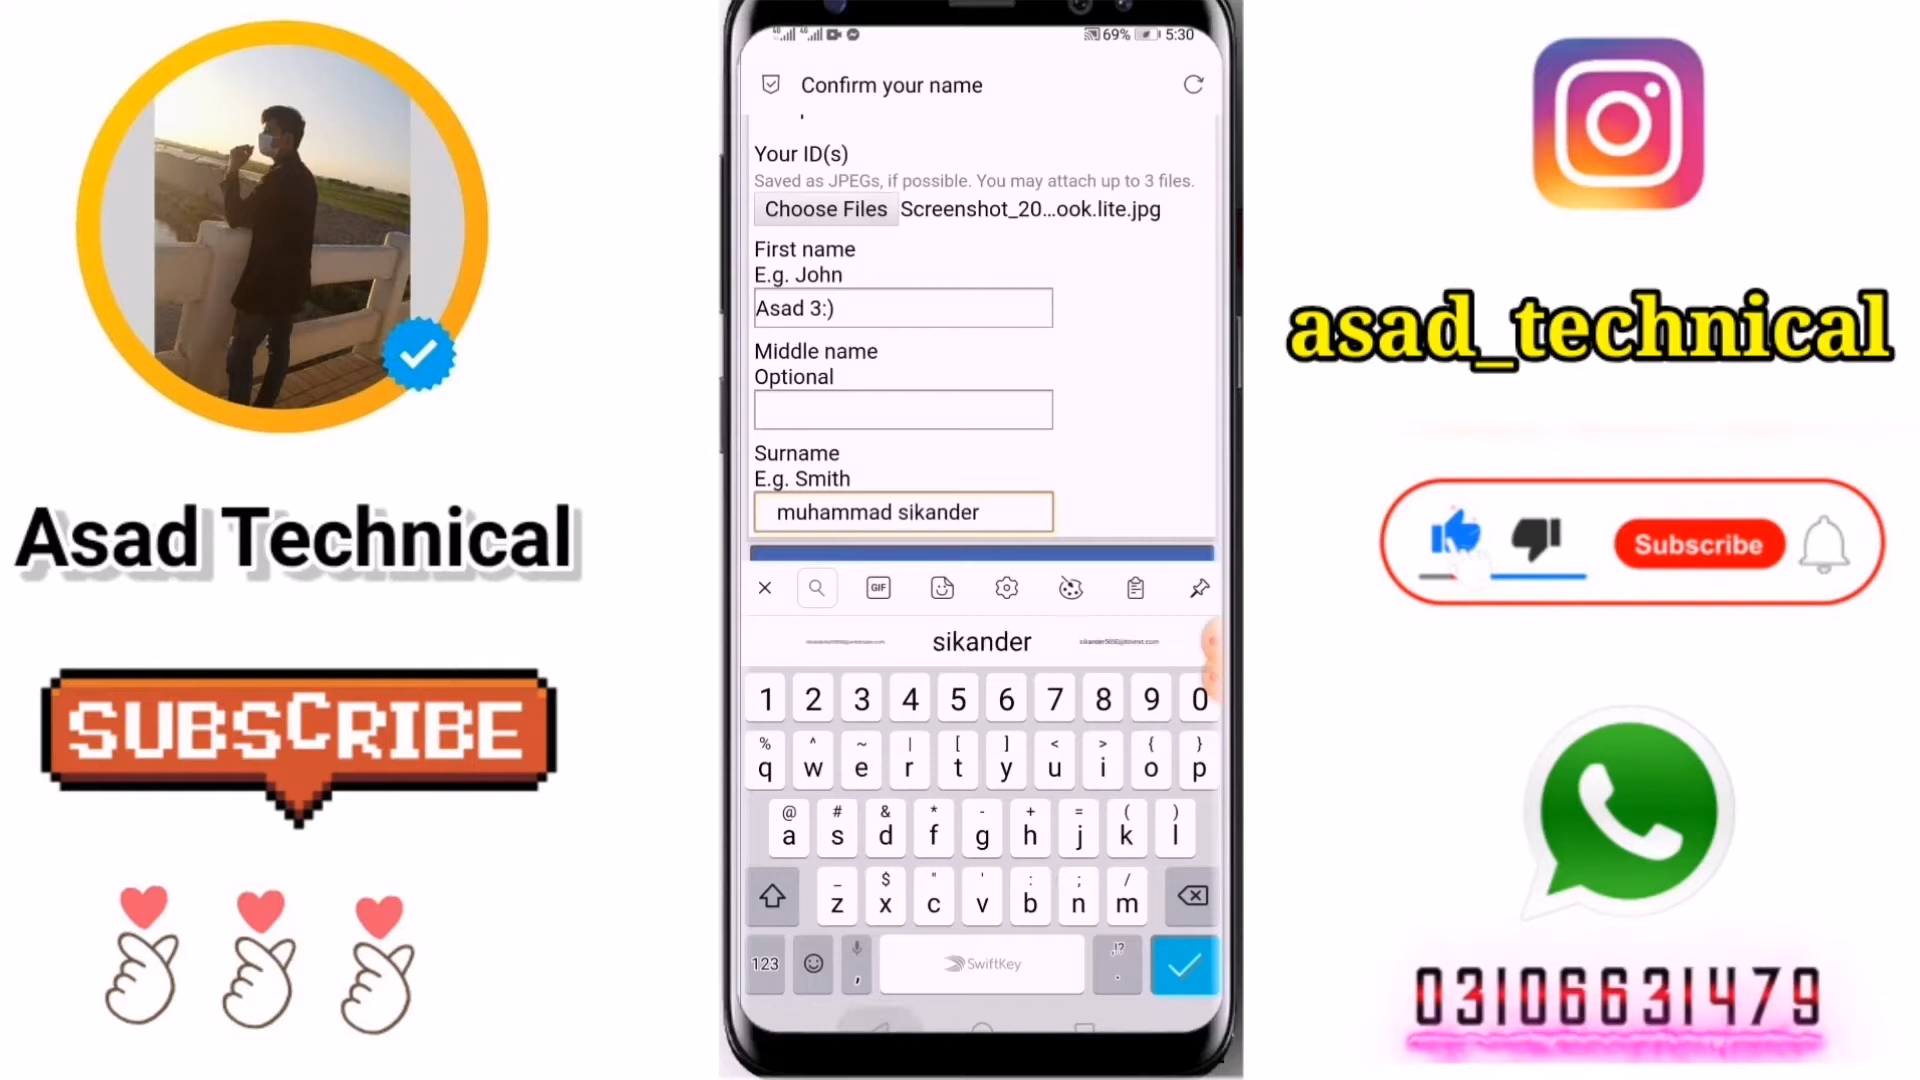 Asad Technical
SUBSCRIBE
69% 5:30
Confirm your name
Your ID(s)
Saved as JPEGs, if possible. You may attach up to 3 files.
Choose Files Screenshot_20...ook.lite.jpg
First name
E.g. John
Asad 3:)
Middle name
Optional
Surname
E.g. Smith
muhammad sikander
GIF
sikander
1 2 3 4 5 6 7 8 9 0
% ^ ~ | [ ] < > { }
q w e r t y u i o p
@ # & * - + = ( )
a s d f g h j k l
_ $ " ' : ; /
z x c v b n m
123 , SwiftKey ,!? .
asad_technical
Subscribe
03106631479